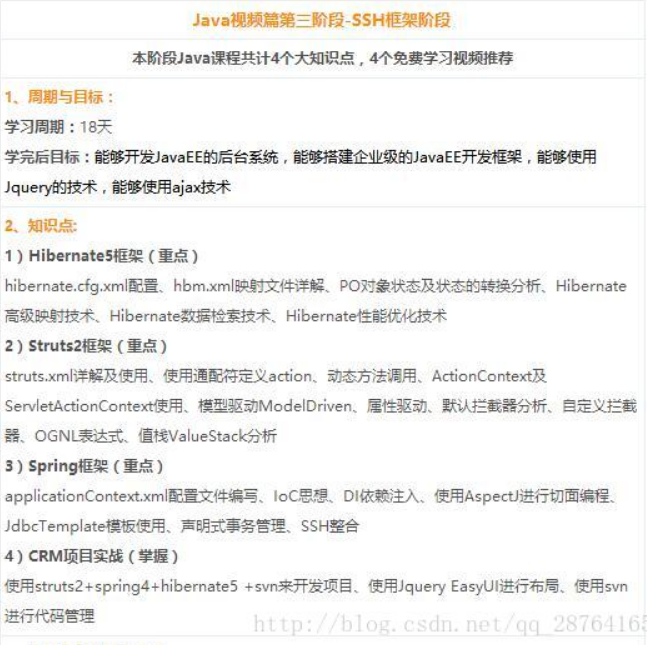 Java视频篇第三阶段-SSH框架阶段
本阶段Java课程共计4个大知识点，4个免费学习视频推荐
1、周期与目标：
学习周期：18天
学完后目标：能够开发JavaEE的后台系统，能够搭建企业级的JavaEE开发框架，能够使用
Jquery的技术，能够使用ajax技术
2、知识点:
1）Hibernate5框架（重点）
hibernate.cfg.xml配置、hbm.xml映射文件详解、PO对象状态及状态的转换分析、Hibernate
高级映射技术、Hibernate数据检索技术、Hibernate性能优化技术
2）Struts2框架（重点）
struts.xml详解及使用、使用通配符定义action、动态方法调用、ActionContext及
ServletActionContext使用、模型驱动ModelDriven、属性驱动、默认拦截器分析、自定义拦截
器、OGNL表达式、值栈ValueStack分析
3）Spring框架（重点）
applicationContext.xml配置文件编写、IoC思想、DI依赖注入、使用AspectJ进行切面编程、
JdbcTemplate模板使用、声明式事务管理、SSH整合
4）CRM项目实战（掌握）
使用struts2+spring4+hibernate5 +svn来开发项目、使用Jquery EasyUI进行布局、使用svn
进行代码管理
http://blog.csdn.net/qq_28764165